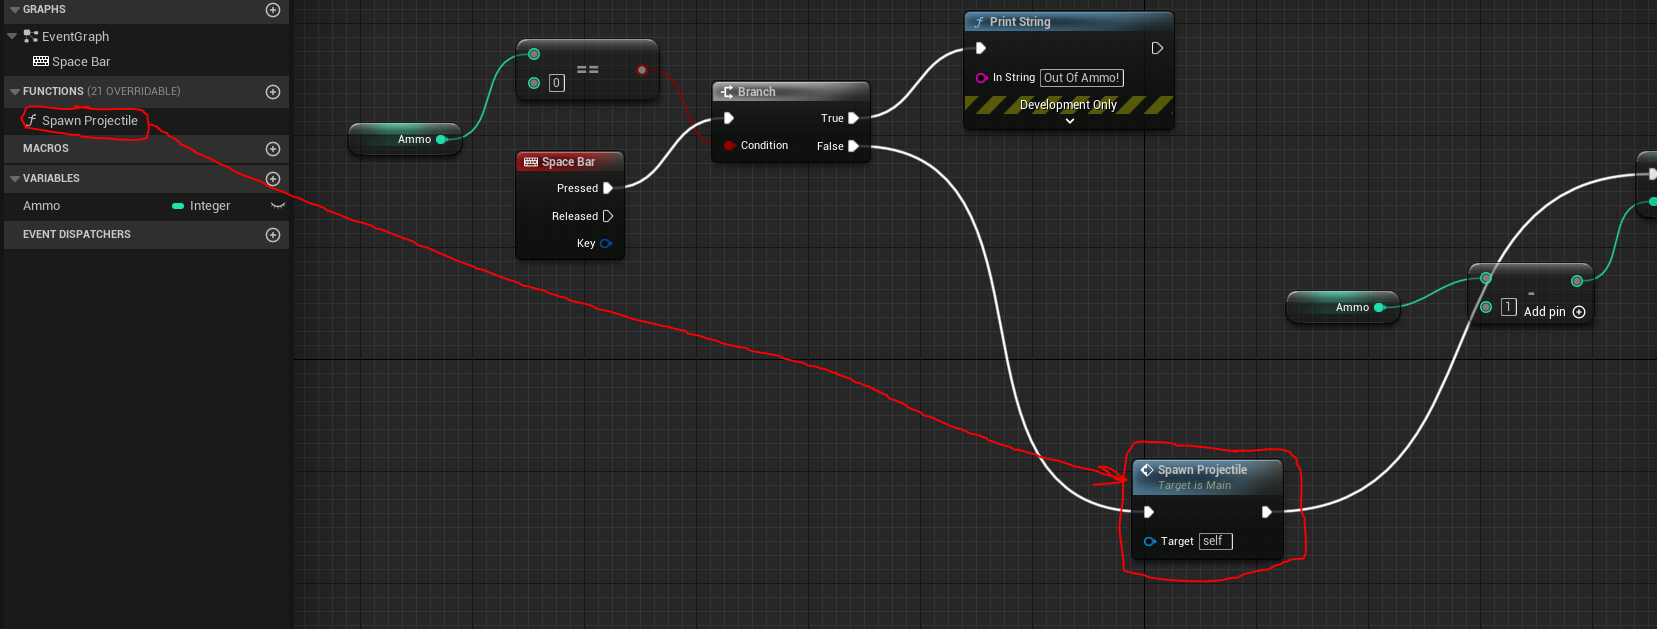 GRAPHS
EventGraph
Space Bar
FUNCTIONS (21 OVERRIDABLE)
Spawn Projectile
MACROS
VARIABLES
Ammo Integer
EVENT DISPATCHERS
Ammo
0 ==
Space Bar
Pressed
Released
Key
Branch
True
Condition False
Print String
In String Out Of Ammo!
Development Only
Spawn Projectile
Target is Main
Target self
Ammo
-
1 Add pin